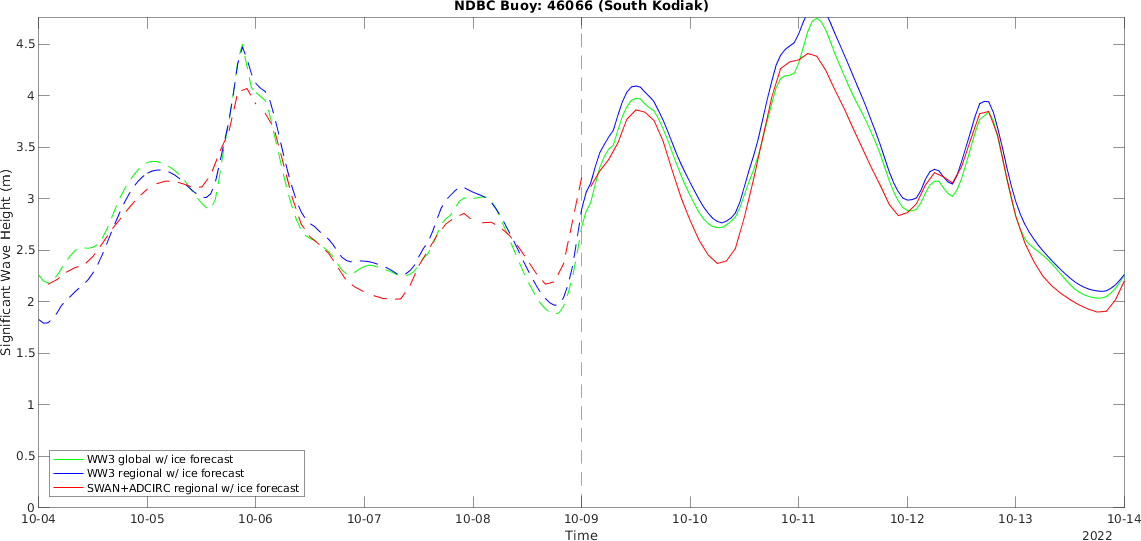 NDBC Buoy: 46066 (South Kodiak)
4.5
4
3.5
3
2.5
2
1.5
1
0.5
0
Significant Wave Height (m)
WW3 global w/ ice forecast
WW3 regional w/ ice forecast
SWAN+ADCIRC regional w/ ice forecast
10-04 10-05 10-06 10-07 10-08 10-09 10-10 10-11 10-12 10-13 10-14
Time
2022